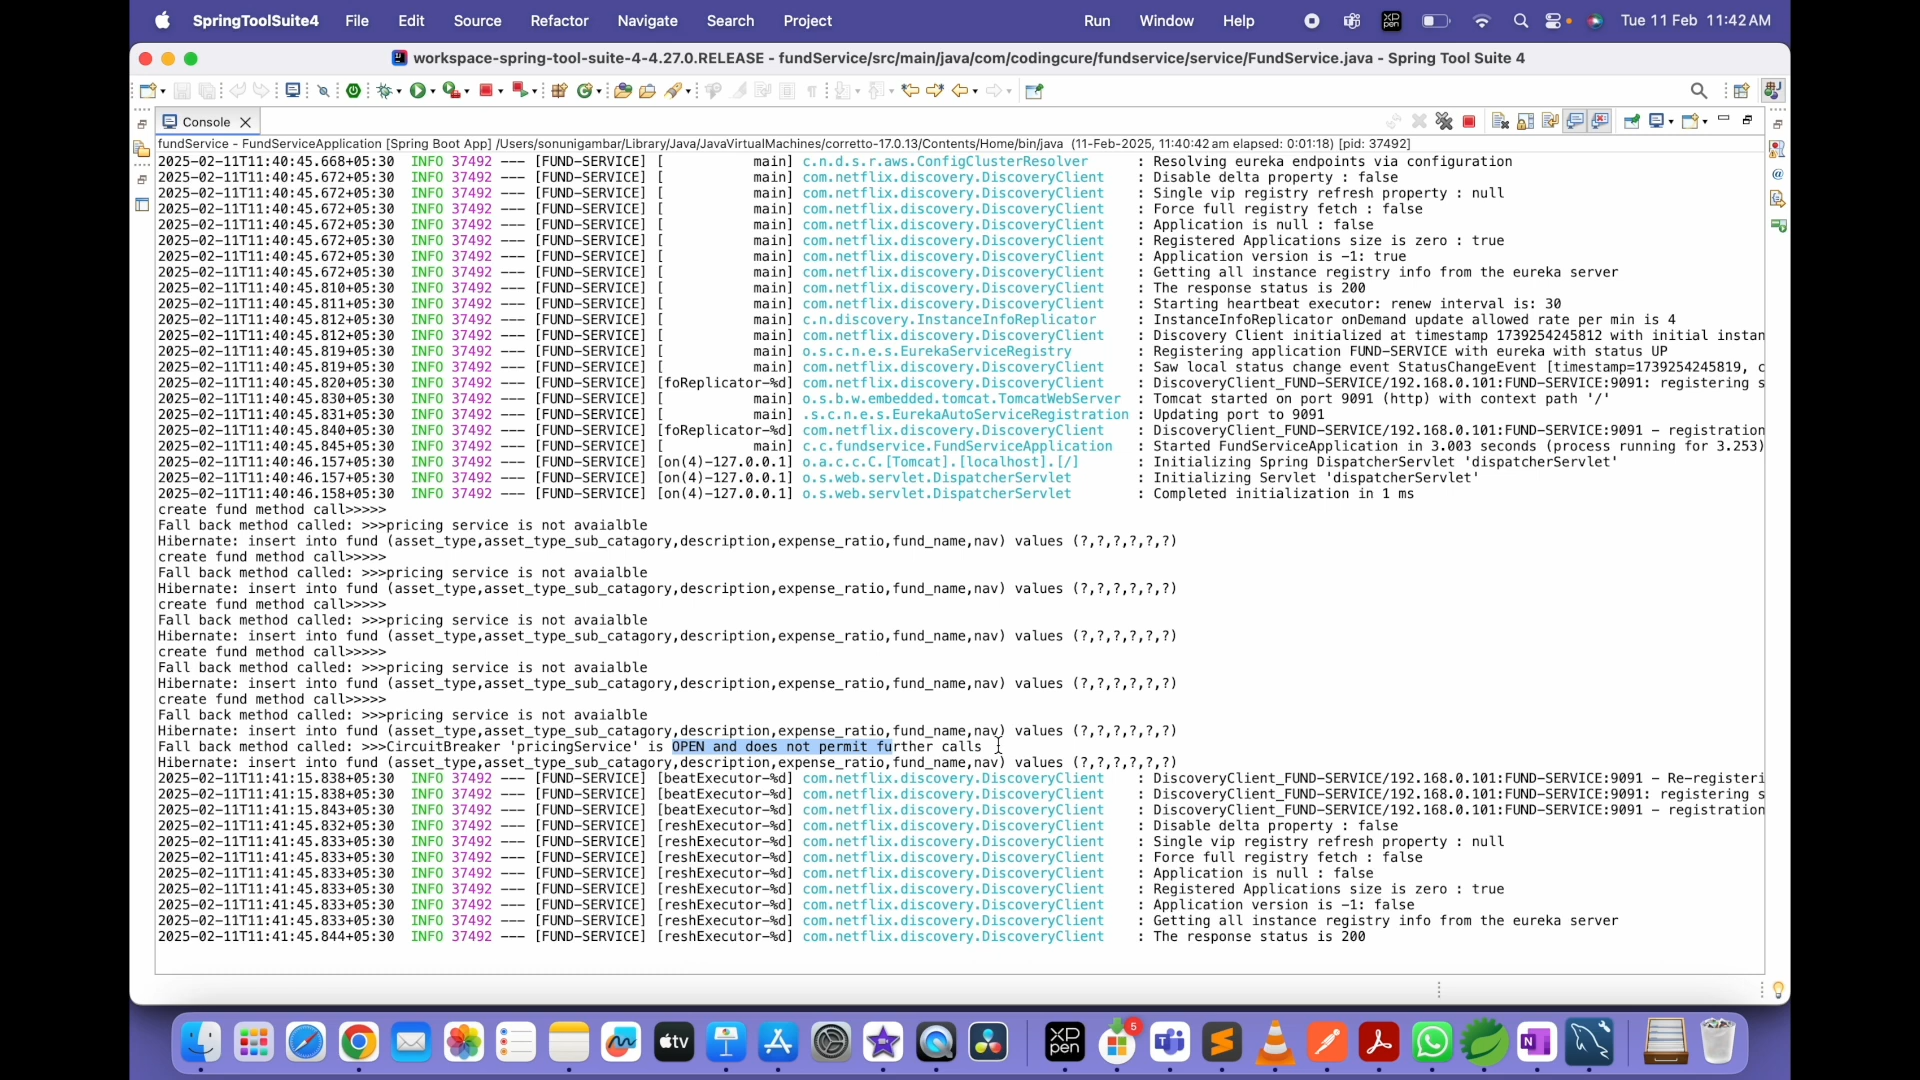 SpringToolSuite4 File Edit Source Refactor Navigate Search Project Run Window Help Tue 11 Feb 11:42 AM
workspace-spring-tool-suite-4-4.27.0.RELEASE - fundService/src/main/java/com/codingcure/fundservice/service/FundService.java - Spring Tool Suite 4
Console
fundService - FundServiceApplication [Spring Boot App] /Users/sonunigambar/Library/Java/JavaVirtualMachines/corretto-17.0.13/Contents/Home/bin/java (11-Feb-2025, 11:40:42 am elapsed: 0:01:18) [pid: 37492]
2025-02-11T11:40:45.668+05:30 INFO 37492 --- [FUND-SERVICE] [ main] c.n.d.s.r.aws.ConfigClusterResolver : Resolving eureka endpoints via configuration
2025-02-11T11:40:45.672+05:30 INFO 37492 --- [FUND-SERVICE] [ main] com.netflix.discovery.DiscoveryClient : Disable delta property : false
2025-02-11T11:40:45.672+05:30 INFO 37492 --- [FUND-SERVICE] [ main] com.netflix.discovery.DiscoveryClient : Single vip registry refresh property : null
2025-02-11T11:40:45.672+05:30 INFO 37492 --- [FUND-SERVICE] [ main] com.netflix.discovery.DiscoveryClient : Force full registry fetch : false
2025-02-11T11:40:45.672+05:30 INFO 37492 --- [FUND-SERVICE] [ main] com.netflix.discovery.DiscoveryClient : Application is null : false
2025-02-11T11:40:45.672+05:30 INFO 37492 --- [FUND-SERVICE] [ main] com.netflix.discovery.DiscoveryClient : Registered Applications size is zero : true
2025-02-11T11:40:45.672+05:30 INFO 37492 --- [FUND-SERVICE] [ main] com.netflix.discovery.DiscoveryClient : Application version is -1: true
2025-02-11T11:40:45.672+05:30 INFO 37492 --- [FUND-SERVICE] [ main] com.netflix.discovery.DiscoveryClient : Getting all instance registry info from the eureka server
2025-02-11T11:40:45.810+05:30 INFO 37492 --- [FUND-SERVICE] [ main] com.netflix.discovery.DiscoveryClient : The response status is 200
2025-02-11T11:40:45.811+05:30 INFO 37492 --- [FUND-SERVICE] [ main] com.netflix.discovery.DiscoveryClient : Starting heartbeat executor: renew interval is: 30
2025-02-11T11:40:45.812+05:30 INFO 37492 --- [FUND-SERVICE] [ main] c.n.discovery.InstanceInfoReplicator : InstanceInfoReplicator onDemand update allowed rate per min is 4
2025-02-11T11:40:45.812+05:30 INFO 37492 --- [FUND-SERVICE] [ main] com.netflix.discovery.DiscoveryClient : Discovery Client initialized at timestamp 1739254245812 with initial instan
2025-02-11T11:40:45.819+05:30 INFO 37492 --- [FUND-SERVICE] [ main] o.s.c.n.e.s.EurekaServiceRegistry : Registering application FUND-SERVICE with eureka with status UP
2025-02-11T11:40:45.819+05:30 INFO 37492 --- [FUND-SERVICE] [ main] com.netflix.discovery.DiscoveryClient : Saw local status change event StatusChangeEvent [timestamp=1739254245819, c
2025-02-11T11:40:45.820+05:30 INFO 37492 --- [FUND-SERVICE] [foReplicator-%d] com.netflix.discovery.DiscoveryClient : DiscoveryClient_FUND-SERVICE/192.168.0.101:FUND-SERVICE:9091: registering s
2025-02-11T11:40:45.830+05:30 INFO 37492 --- [FUND-SERVICE] [ main] o.s.b.w.embedded.tomcat.TomcatWebServer : Tomcat started on port 9091 (http) with context path '/'
2025-02-11T11:40:45.831+05:30 INFO 37492 --- [FUND-SERVICE] [ main] .s.c.n.e.s.EurekaAutoServiceRegistration : Updating port to 9091
2025-02-11T11:40:45.840+05:30 INFO 37492 --- [FUND-SERVICE] [foReplicator-%d] com.netflix.discovery.DiscoveryClient : DiscoveryClient_FUND-SERVICE/192.168.0.101:FUND-SERVICE:9091 - registration
2025-02-11T11:40:45.845+05:30 INFO 37492 --- [FUND-SERVICE] [ main] c.c.fundservice.FundServiceApplication : Started FundServiceApplication in 3.003 seconds (process running for 3.253)
2025-02-11T11:40:46.157+05:30 INFO 37492 --- [FUND-SERVICE] [on(4)-127.0.0.1] o.a.c.c.C.[Tomcat].[localhost].[/] : Initializing Spring DispatcherServlet 'dispatcherServlet'
2025-02-11T11:40:46.157+05:30 INFO 37492 --- [FUND-SERVICE] [on(4)-127.0.0.1] o.s.web.servlet.DispatcherServlet : Initializing Servlet 'dispatcherServlet'
2025-02-11T11:40:46.158+05:30 INFO 37492 --- [FUND-SERVICE] [on(4)-127.0.0.1] o.s.web.servlet.DispatcherServlet : Completed initialization in 1 ms
create fund method call>>>>>
Fall back method called: >>>pricing service is not avaialble
Hibernate: insert into fund (asset_type,asset_type_sub_catagory,description,expense_ratio,fund_name,nav) values (?,?,?,?,?,?)
create fund method call>>>>>
Fall back method called: >>>pricing service is not avaialble
Hibernate: insert into fund (asset_type,asset_type_sub_catagory,description,expense_ratio,fund_name,nav) values (?,?,?,?,?,?)
create fund method call>>>>>
Fall back method called: >>>pricing service is not avaialble
Hibernate: insert into fund (asset_type,asset_type_sub_catagory,description,expense_ratio,fund_name,nav) values (?,?,?,?,?,?)
create fund method call>>>>>
Fall back method called: >>>pricing service is not avaialble
Hibernate: insert into fund (asset_type,asset_type_sub_catagory,description,expense_ratio,fund_name,nav) values (?,?,?,?,?,?)
create fund method call>>>>>
Fall back method called: >>>pricing service is not avaialble
Hibernate: insert into fund (asset_type,asset_type_sub_catagory,description,expense_ratio,fund_name,nav) values (?,?,?,?,?,?)
Fall back method called: >>>CircuitBreaker 'pricingService' is OPEN and does not permit further calls
Hibernate: insert into fund (asset_type,asset_type_sub_catagory,description,expense_ratio,fund_name,nav) values (?,?,?,?,?,?)
2025-02-11T11:41:15.838+05:30 INFO 37492 --- [FUND-SERVICE] [beatExecutor-%d] com.netflix.discovery.DiscoveryClient : DiscoveryClient_FUND-SERVICE/192.168.0.101:FUND-SERVICE:9091 - Re-registeri
2025-02-11T11:41:15.838+05:30 INFO 37492 --- [FUND-SERVICE] [beatExecutor-%d] com.netflix.discovery.DiscoveryClient : DiscoveryClient_FUND-SERVICE/192.168.0.101:FUND-SERVICE:9091: registering s
2025-02-11T11:41:15.843+05:30 INFO 37492 --- [FUND-SERVICE] [beatExecutor-%d] com.netflix.discovery.DiscoveryClient : DiscoveryClient_FUND-SERVICE/192.168.0.101:FUND-SERVICE:9091 - registration
2025-02-11T11:41:45.832+05:30 INFO 37492 --- [FUND-SERVICE] [reshExecutor-%d] com.netflix.discovery.DiscoveryClient : Disable delta property : false
2025-02-11T11:41:45.833+05:30 INFO 37492 --- [FUND-SERVICE] [reshExecutor-%d] com.netflix.discovery.DiscoveryClient : Single vip registry refresh property : null
2025-02-11T11:41:45.833+05:30 INFO 37492 --- [FUND-SERVICE] [reshExecutor-%d] com.netflix.discovery.DiscoveryClient : Force full registry fetch : false
2025-02-11T11:41:45.833+05:30 INFO 37492 --- [FUND-SERVICE] [reshExecutor-%d] com.netflix.discovery.DiscoveryClient : Application is null : false
2025-02-11T11:41:45.833+05:30 INFO 37492 --- [FUND-SERVICE] [reshExecutor-%d] com.netflix.discovery.DiscoveryClient : Registered Applications size is zero : true
2025-02-11T11:41:45.833+05:30 INFO 37492 --- [FUND-SERVICE] [reshExecutor-%d] com.netflix.discovery.DiscoveryClient : Application version is -1: false
2025-02-11T11:41:45.833+05:30 INFO 37492 --- [FUND-SERVICE] [reshExecutor-%d] com.netflix.discovery.DiscoveryClient : Getting all instance registry info from the eureka server
2025-02-11T11:41:45.844+05:30 INFO 37492 --- [FUND-SERVICE] [reshExecutor-%d] com.netflix.discovery.DiscoveryClient : The response status is 200
tv XP pen 5 N